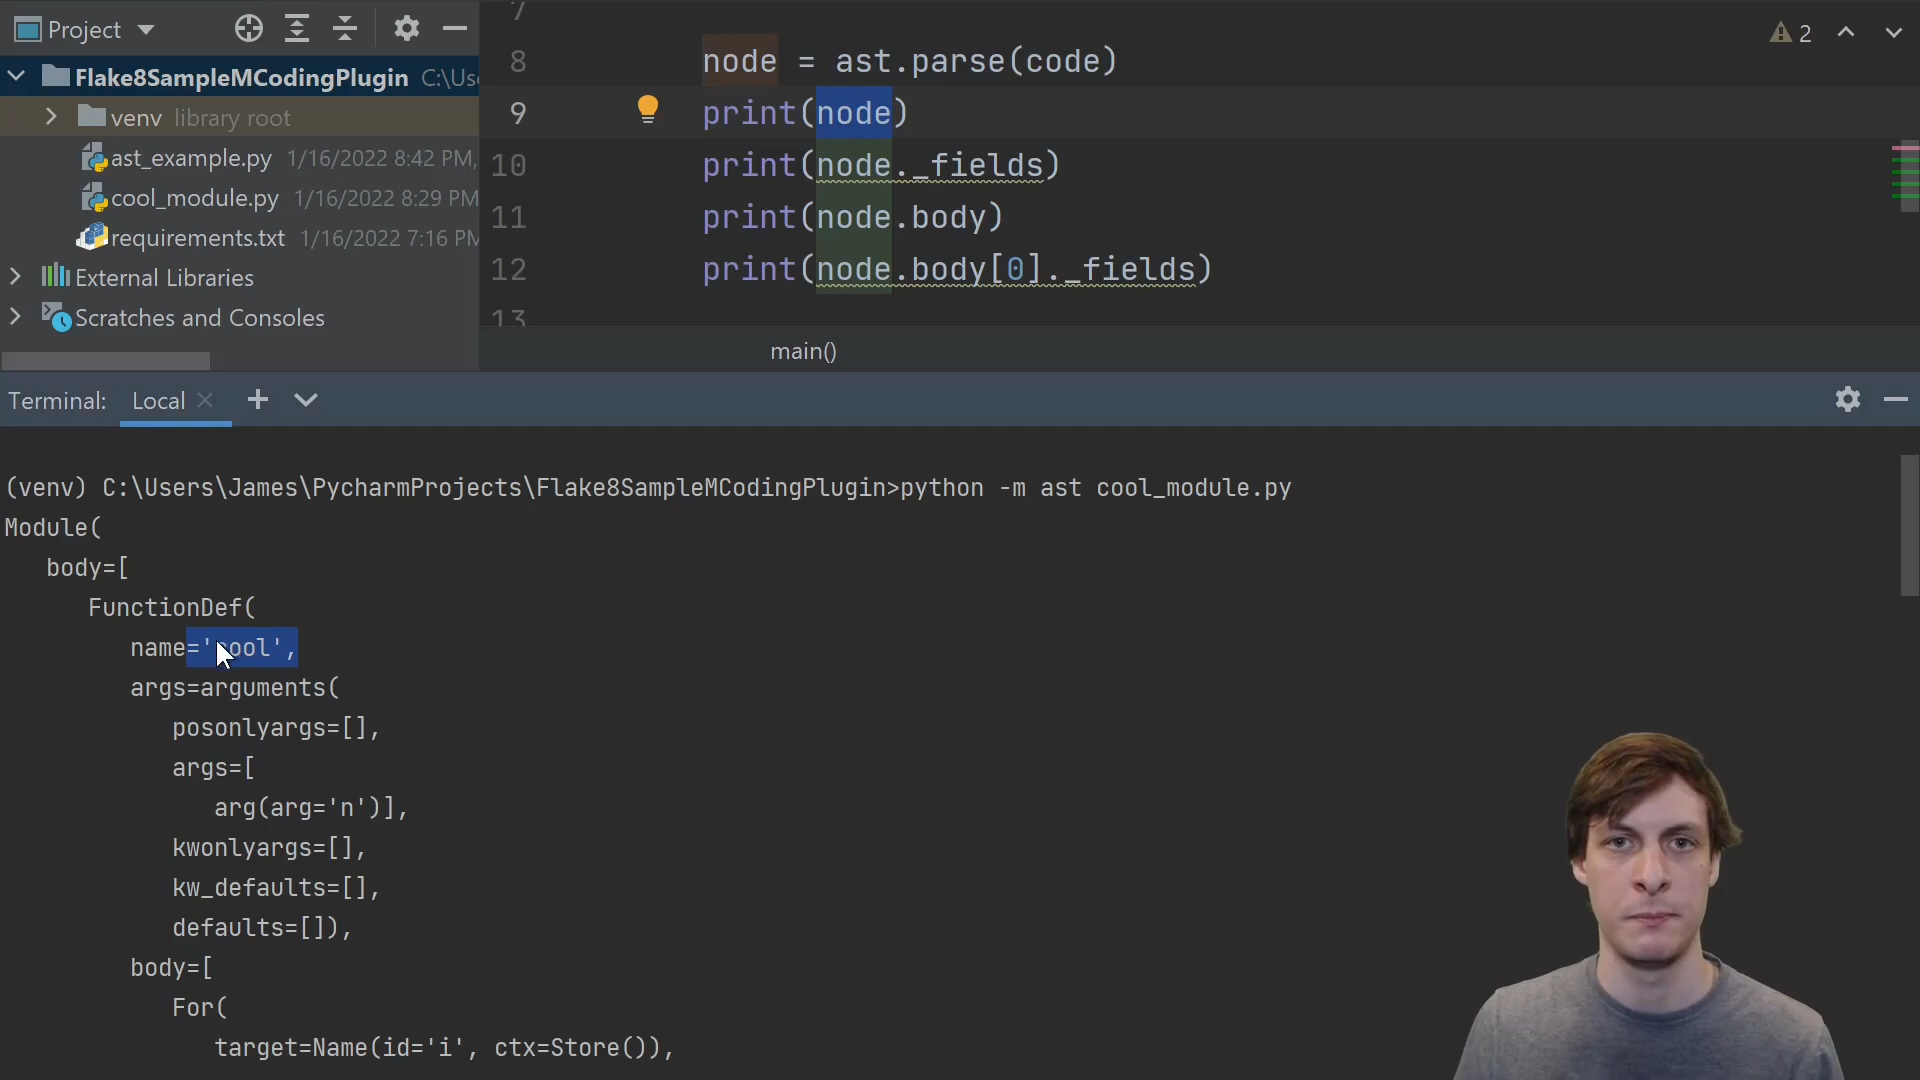 Project
Flake8SampleMCodingPlugin C:\Use
venv library root
ast_example.py 1/16/2022 8:42 PM,
cool_module.py 1/16/2022 8:29 PM
requirements.txt 1/16/2022 7:16 PM
External Libraries
Scratches and Consoles
7
8 node = ast.parse(code)
9 print(node)
10 print(node._fields)
11 print(node.body)
12 print(node.body[0]._fields)
13
2
main()
Terminal: Local
(venv) C:\Users\James\PycharmProjects\Flake8SampleMCodingPlugin>python -m ast cool_module.py
Module(
body=[
FunctionDef(
name='cool',
args=arguments(
posonlyargs=[],
args=[
arg(arg='n')],
kwonlyargs=[],
kw_defaults=[],
defaults=[]),
body=[
For(
target=Name(id='i', ctx=Store()),